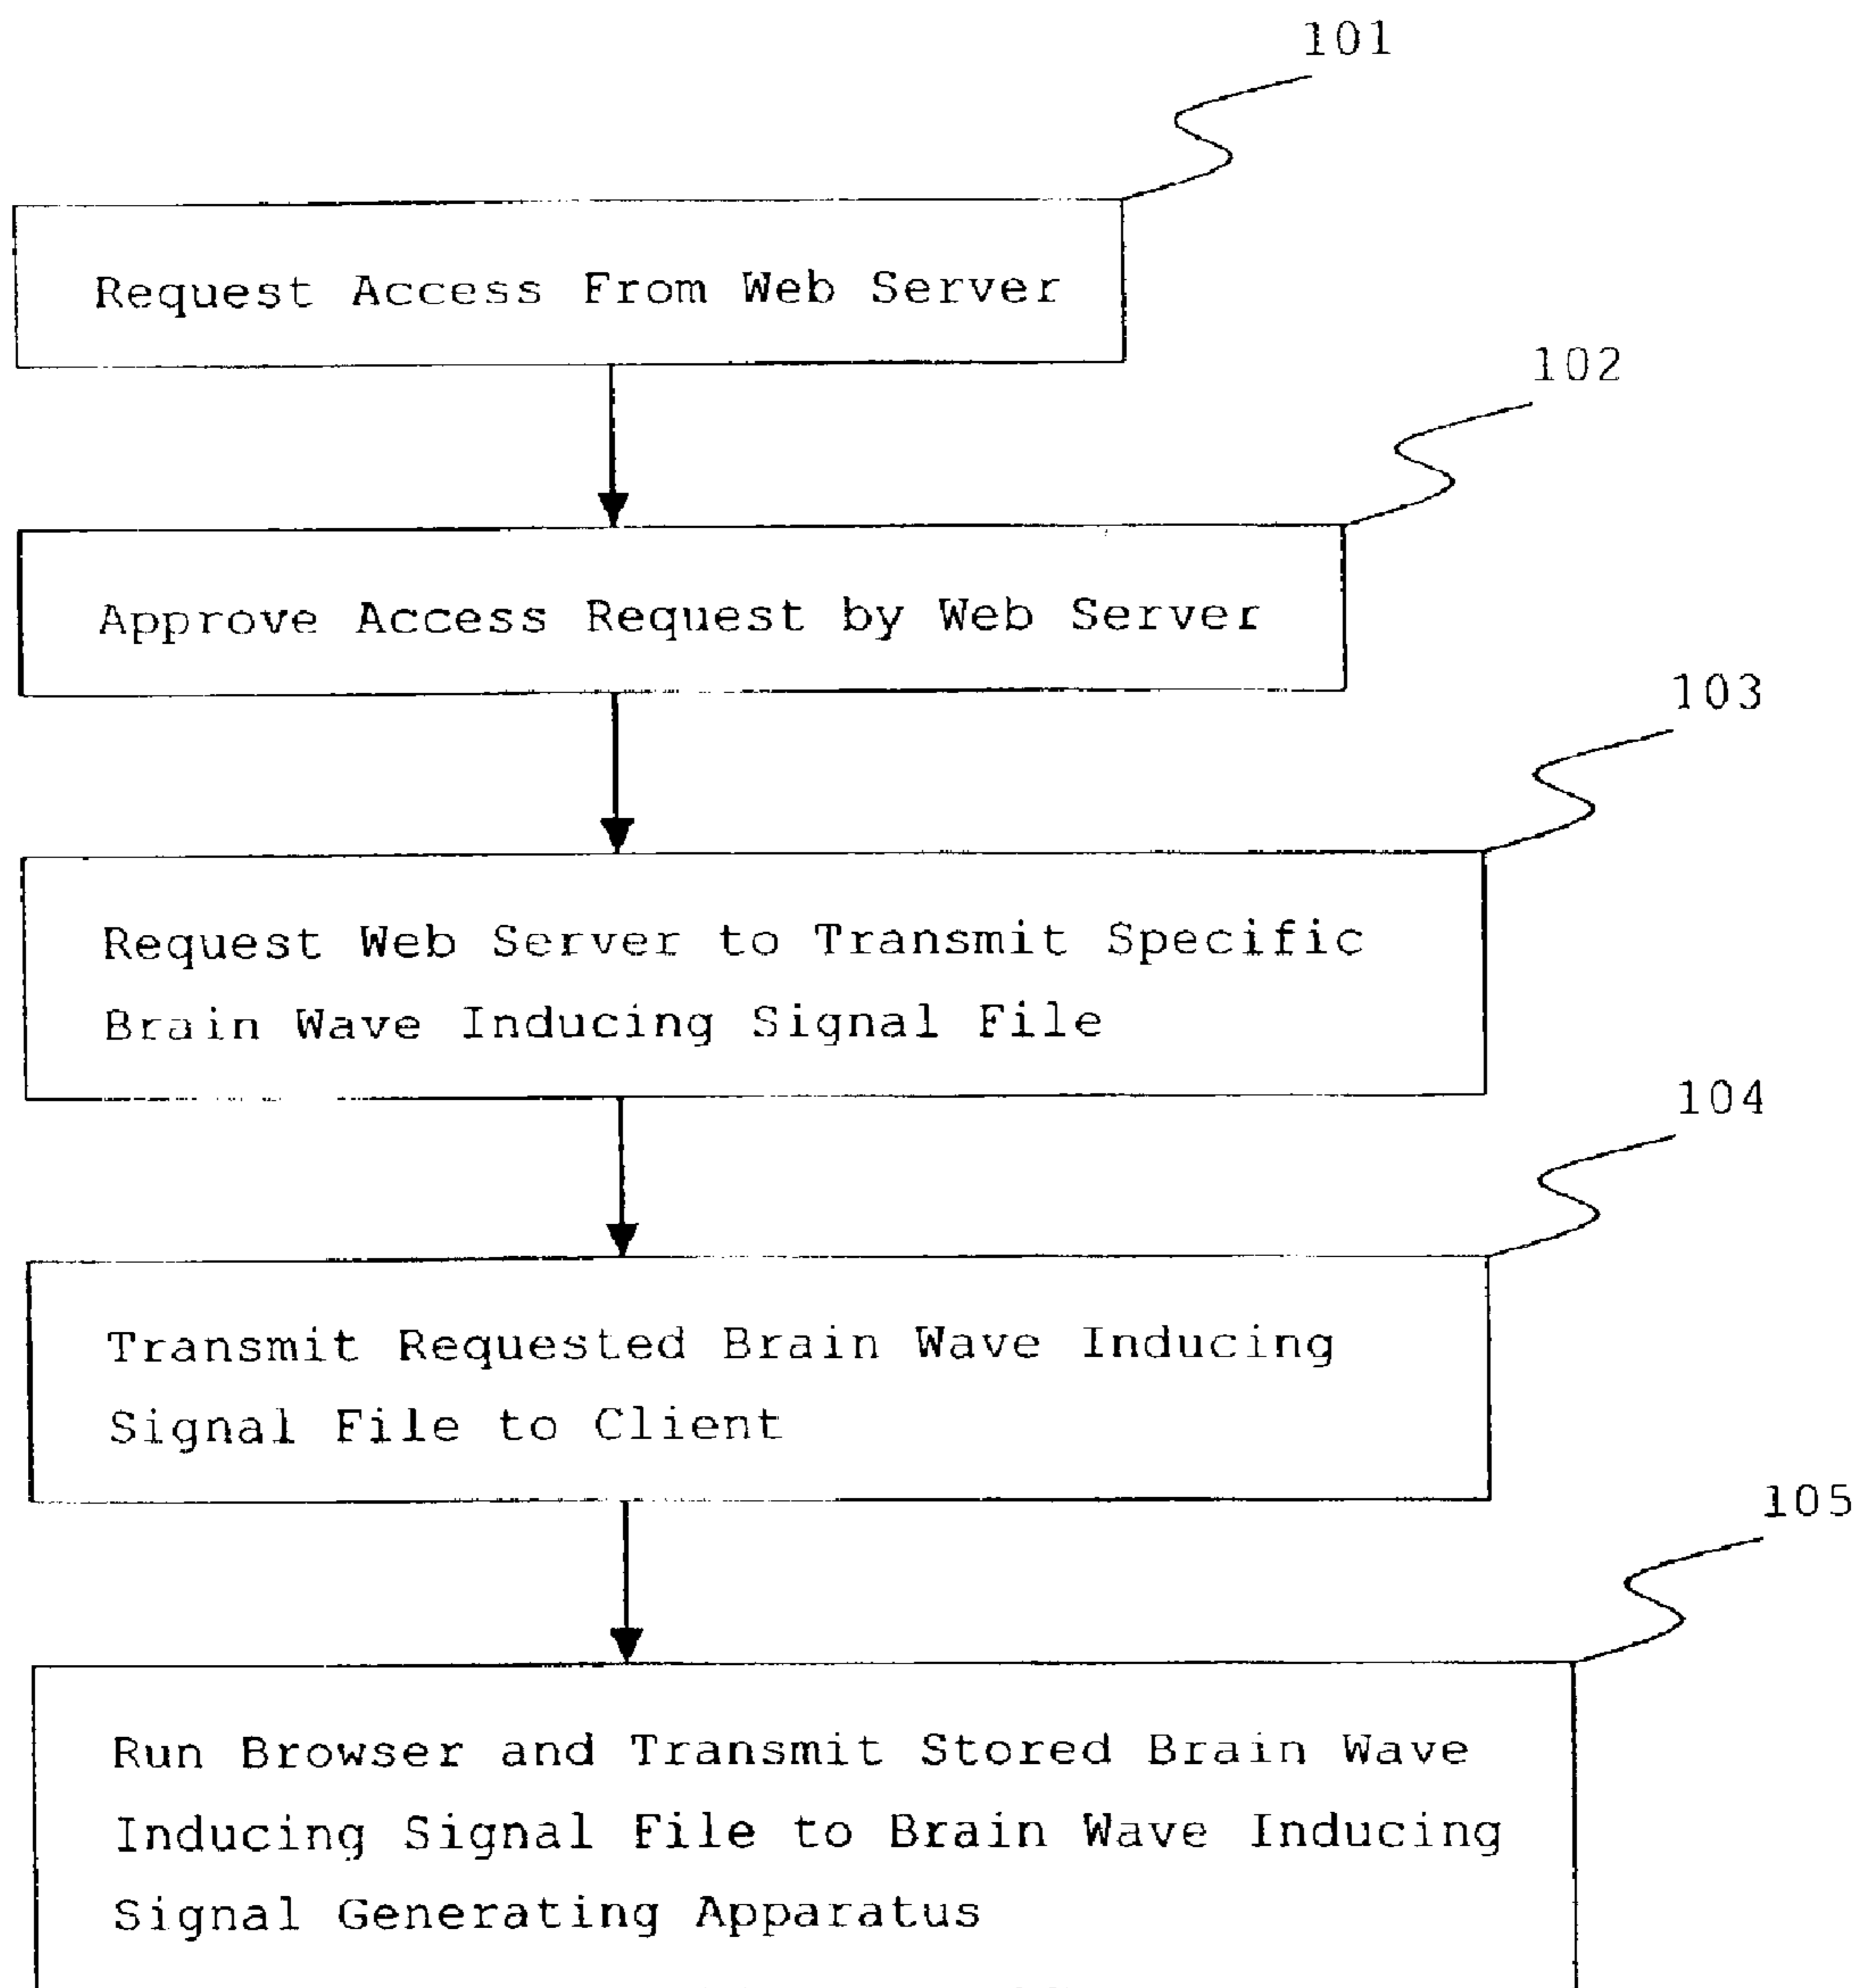 101
Request Access From Web Server
102
Approve Access Request by Web Server
103
Request Web Server to Transmit Specific
Brain Wave Inducing Signal File
104
Transmit Requested Brain Wave Inducing
Signal File to Client
105
Run Browser and Transmit Stored Brain Wave
Inducing Signal File to Brain Wave Inducing
Signal Generating Apparatus